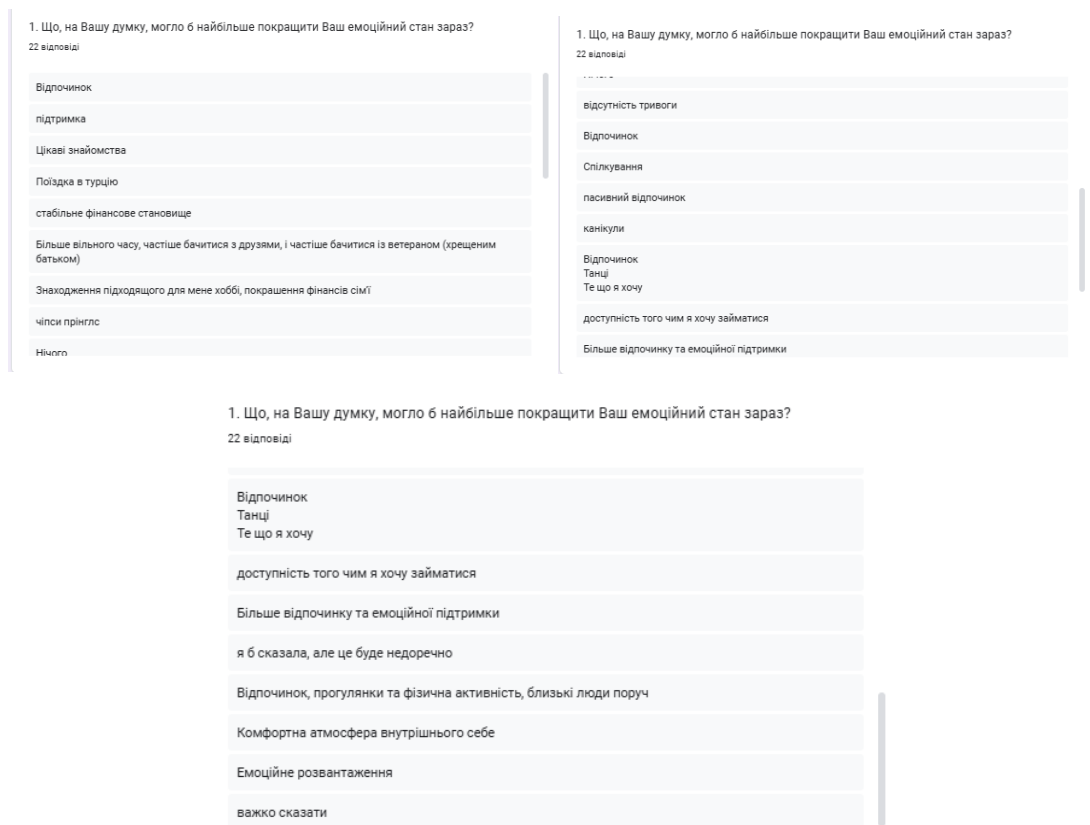 1. Що, на Вашу думку, могло б найбільше покращити Ваш емоційний стан зараз?
22 відповіді
Відпочинок
підтримка
Цікаві знайомства
Поїздка в турцію
стабільне фінансове становище
Більше вільного часу, частіше бачитися з друзями, і частіше бачитися із ветераном (хрещеним
батьком)
Знаходження підходящого для мене хоббі, покрашення фінансів сім'ї
чіпси прінглс
Нічого
1. Що, на Вашу думку, могло б найбільше покращити Ваш емоційний стан зараз?
22 відповіді
відсутність тривоги
Відпочинок
Спілкування
пасивний відпочинок
канікули
Відпочинок
Танці
Те що я хочу
доступність того чим я хочу займатися
Більше відпочинку та емоційної підтримки
1. Що, на Вашу думку, могло б найбільше покращити Ваш емоційний стан зараз?
22 відповіді
Відпочинок
Танці
Те що я хочу
доступність того чим я хочу займатися
Більше відпочинку та емоційної підтримки
я б сказала, але це буде недоречно
Відпочинок, прогулянки та фізична активність, близькі люди поруч
Комфортна атмосфера внутрішнього себе
Емоційне розвантаження
важко сказати